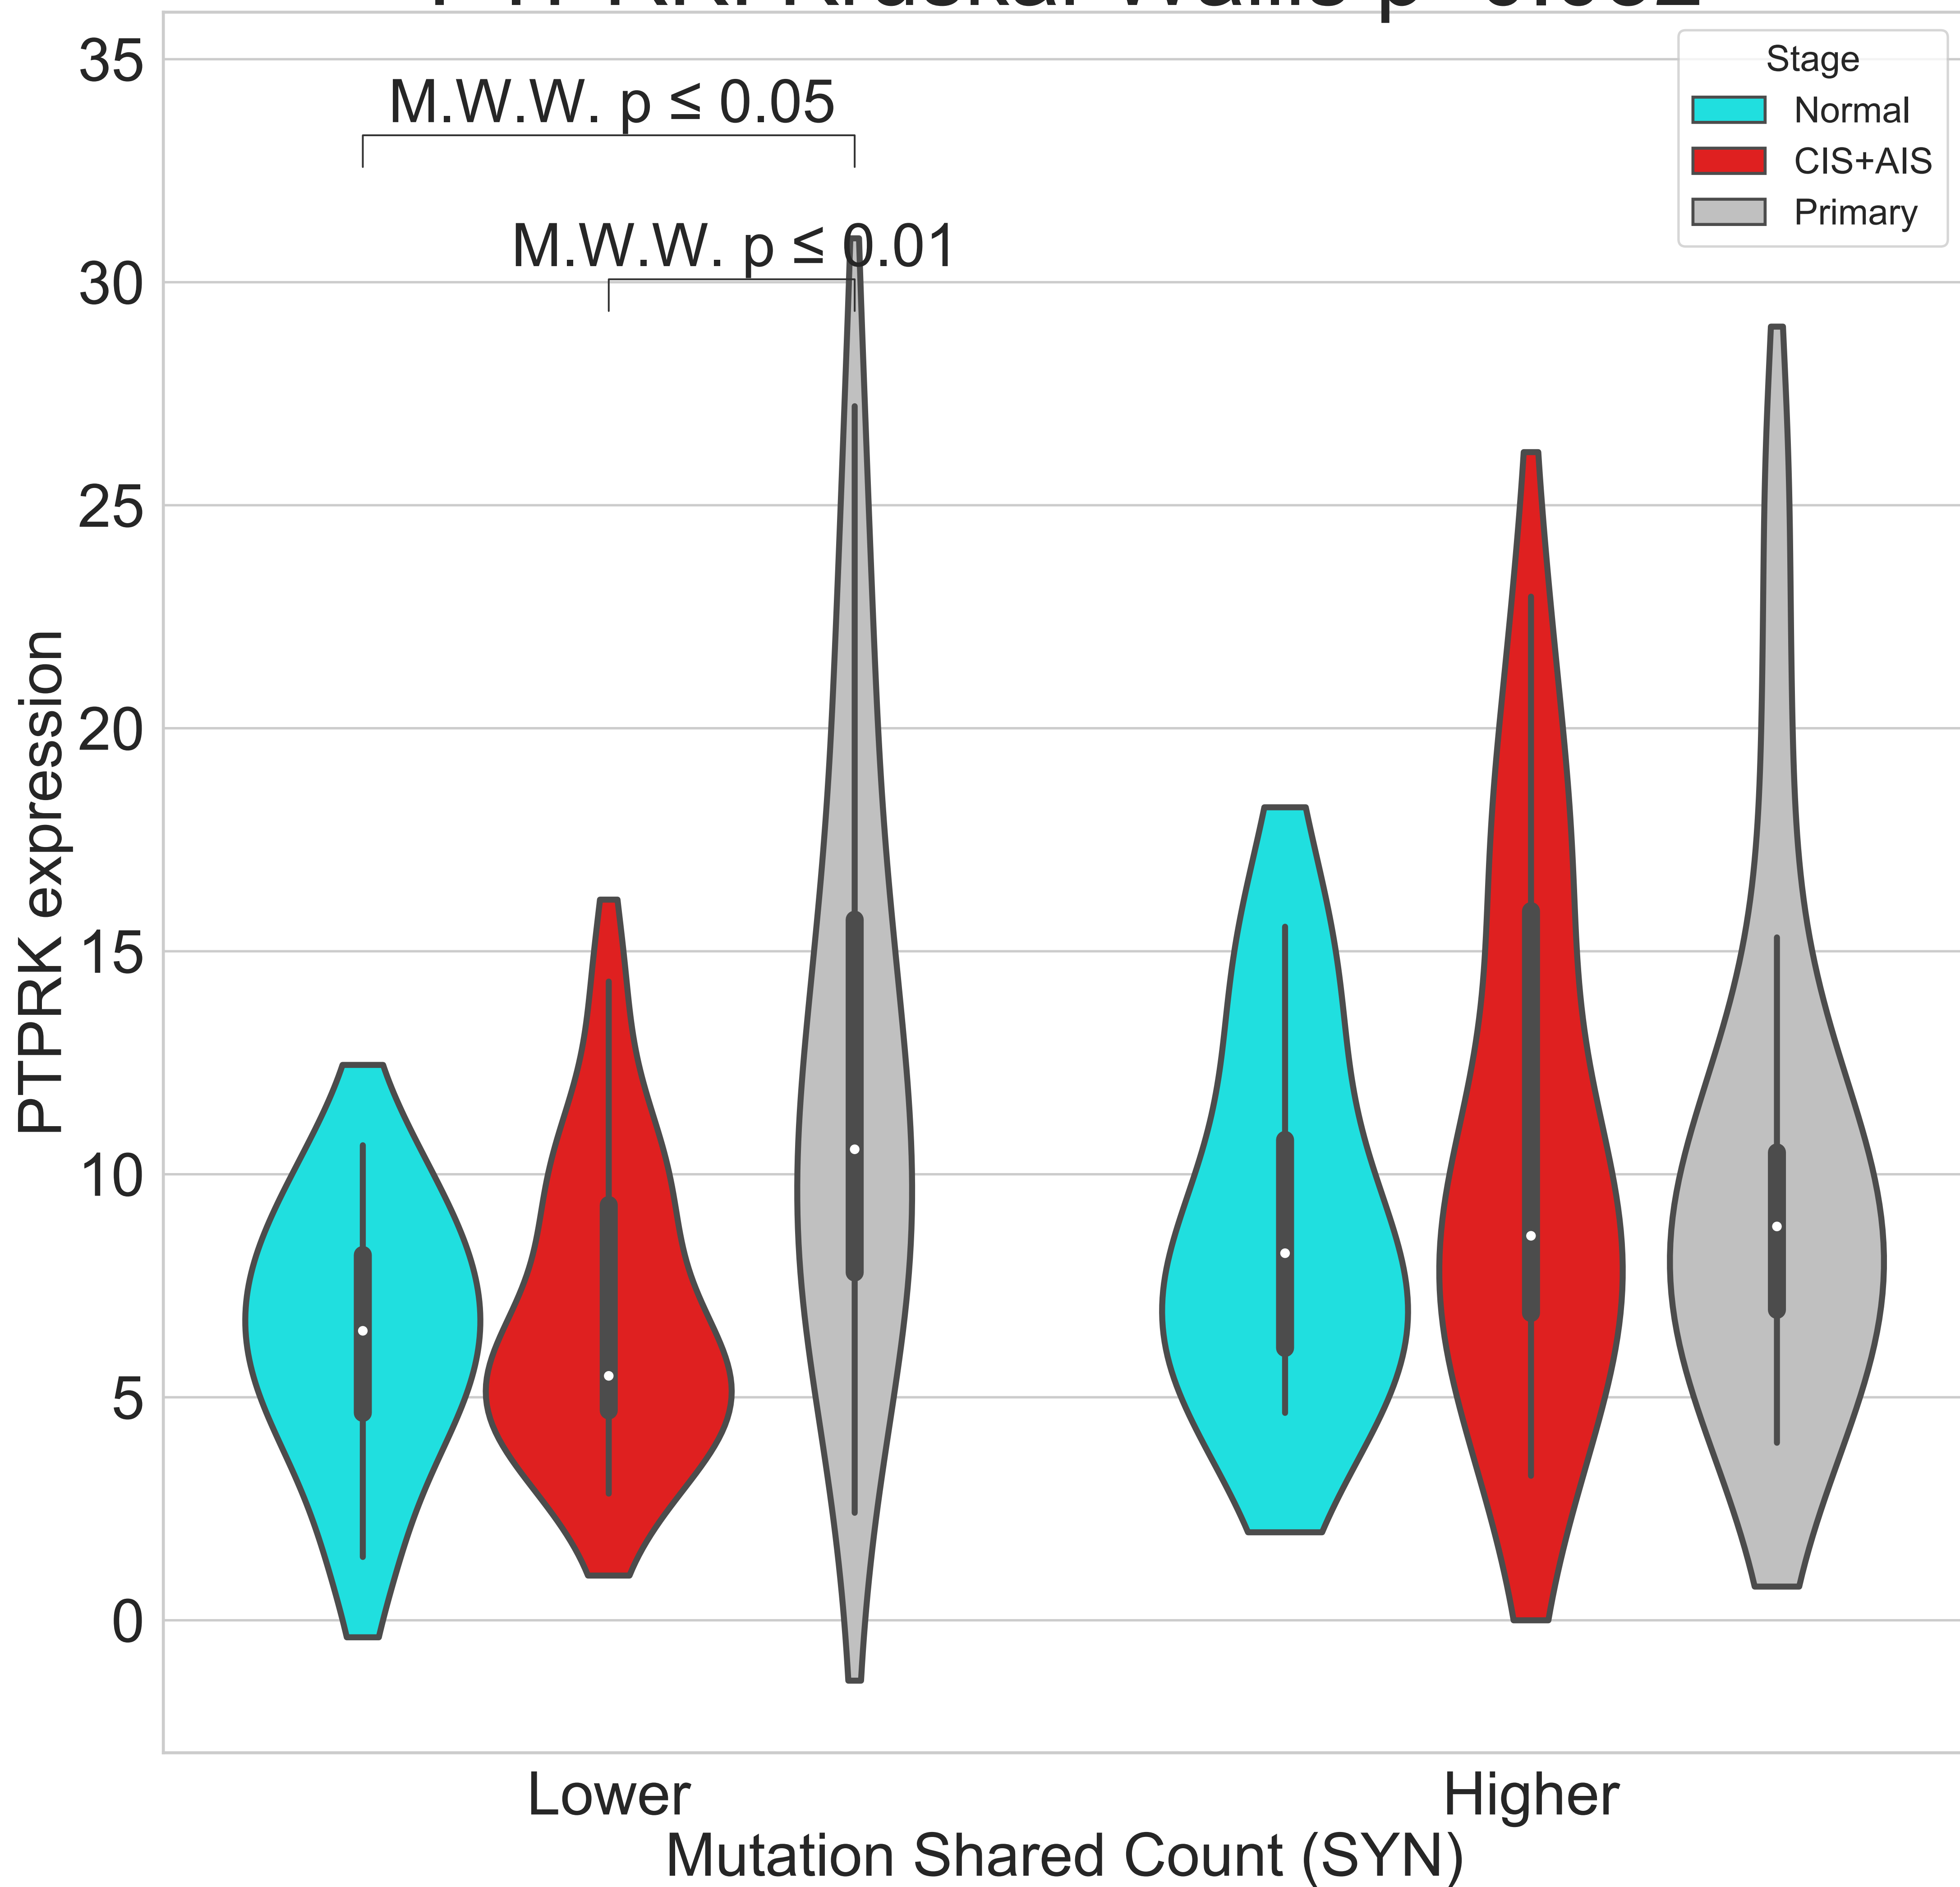 35
30
25
20
15
10
5
0
PTPRK expression
M.W.W. p ≤ 0.05
M.W.W. p ≤ 0.01
Stage
Normal
CIS+AIS
Primary
Lower
Higher
Mutation Shared Count (SYN)